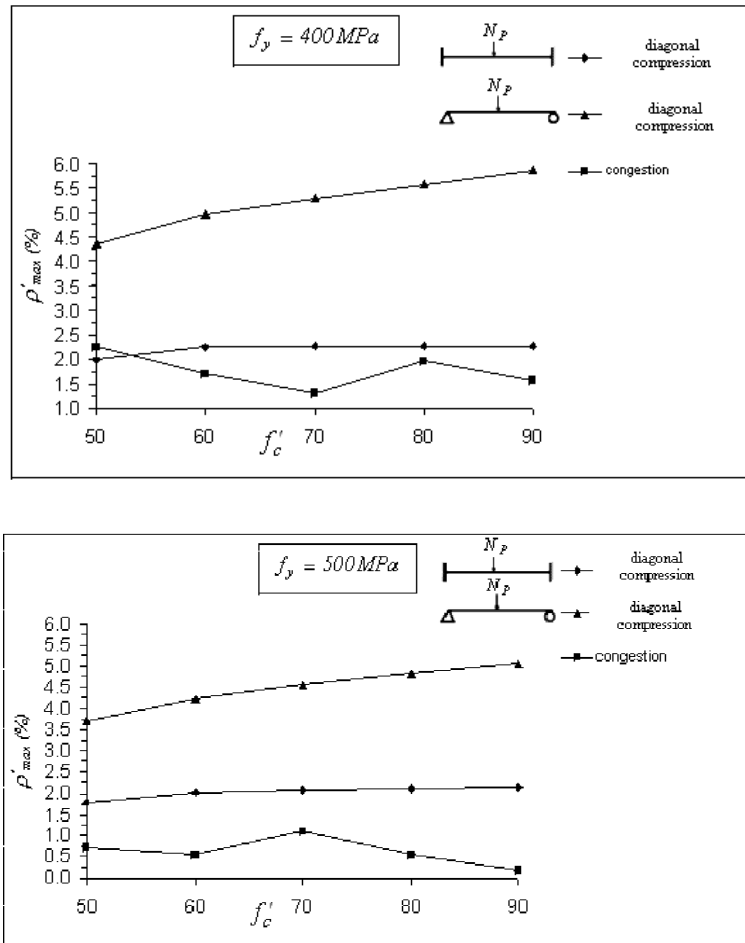 f_y = 400 MPa
N_P
diagonal
compression
N_P
diagonal
compression
congestion
ρ'_max (%)
6.0
5.5
5.0
4.5
4.0
3.5
3.0
2.5
2.0
1.5
1.0
50
60
70
80
90
f'_c
f_y = 500 MPa
N_P
diagonal
compression
N_P
diagonal
compression
congestion
ρ'_max (%)
6.0
5.5
5.0
4.5
4.0
3.5
3.0
2.5
2.0
1.5
1.0
0.5
0.0
50
60
70
80
90
f'_c